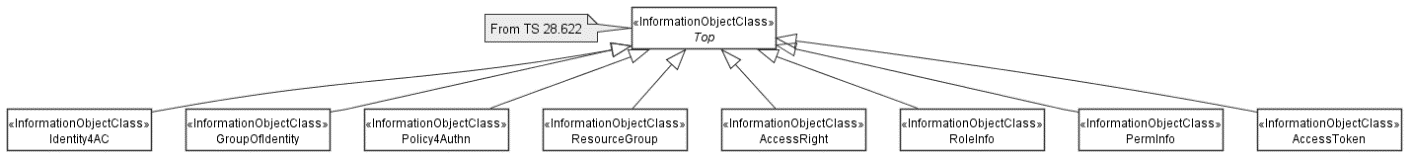 From TS 28.622
«InformationObjectClass»
Top
«InformationObjectClass»
Identity4AC
«InformationObjectClass»
GroupOfIdentity
«InformationObjectClass»
Policy4Authn
«InformationObjectClass»
ResourceGroup
«InformationObjectClass»
AccessRight
«InformationObjectClass»
RoleInfo
«InformationObjectClass»
PermInfo
«InformationObjectClass»
AccessToken